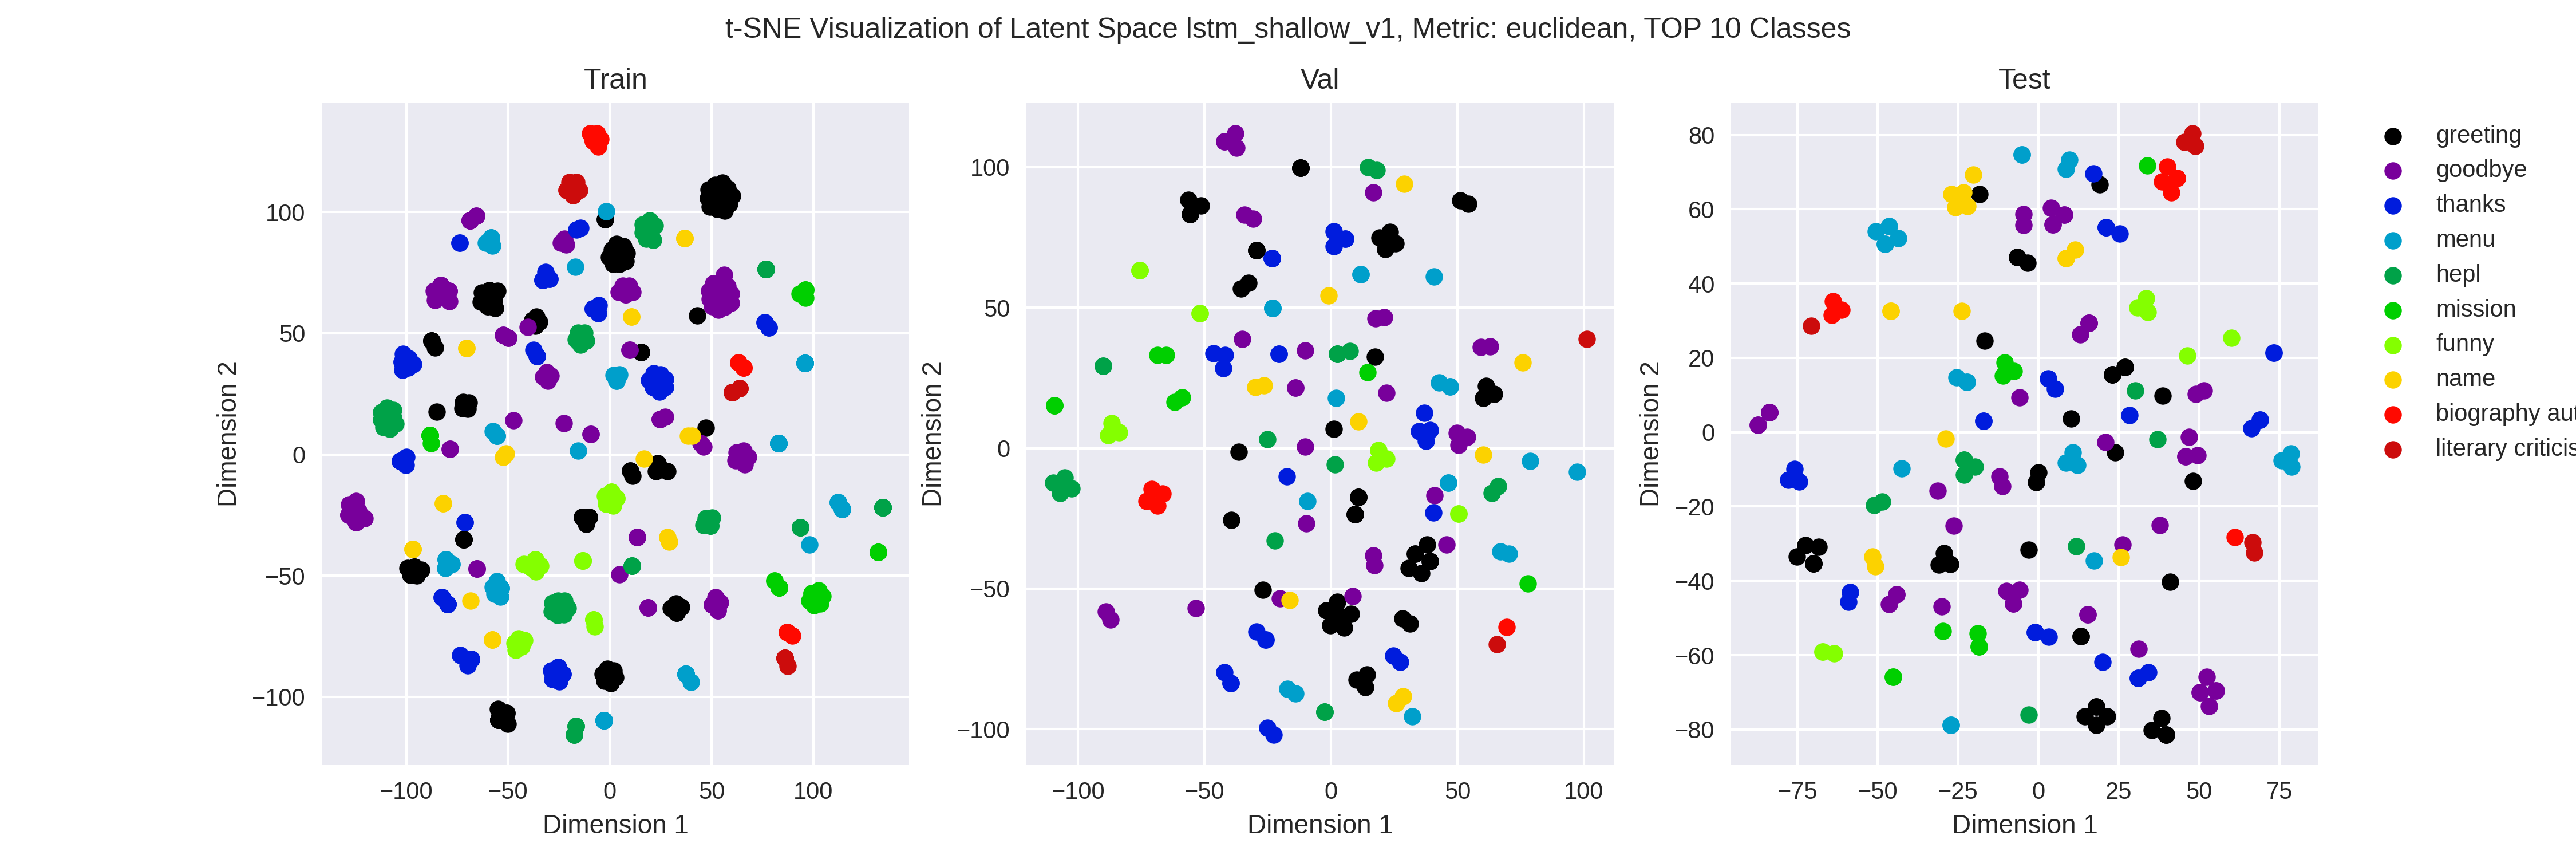 t-SNE Visualization of Latent Space lstm_shallow_v1, Metric: euclidean, TOP 10 Classes
Train
Dimension 2
100
50
0
−50
−100
−100 −50 0 50 100
Dimension 1
Val
Dimension 2
100
50
0
−50
−100
−100 −50 0 50 100
Dimension 1
Test
Dimension 2
80
60
40
20
0
−20
−40
−60
−80
−75 −50 −25 0 25 50 75
Dimension 1
greeting
goodbye
thanks
menu
hepl
mission
funny
name
biography aut
literary criticis